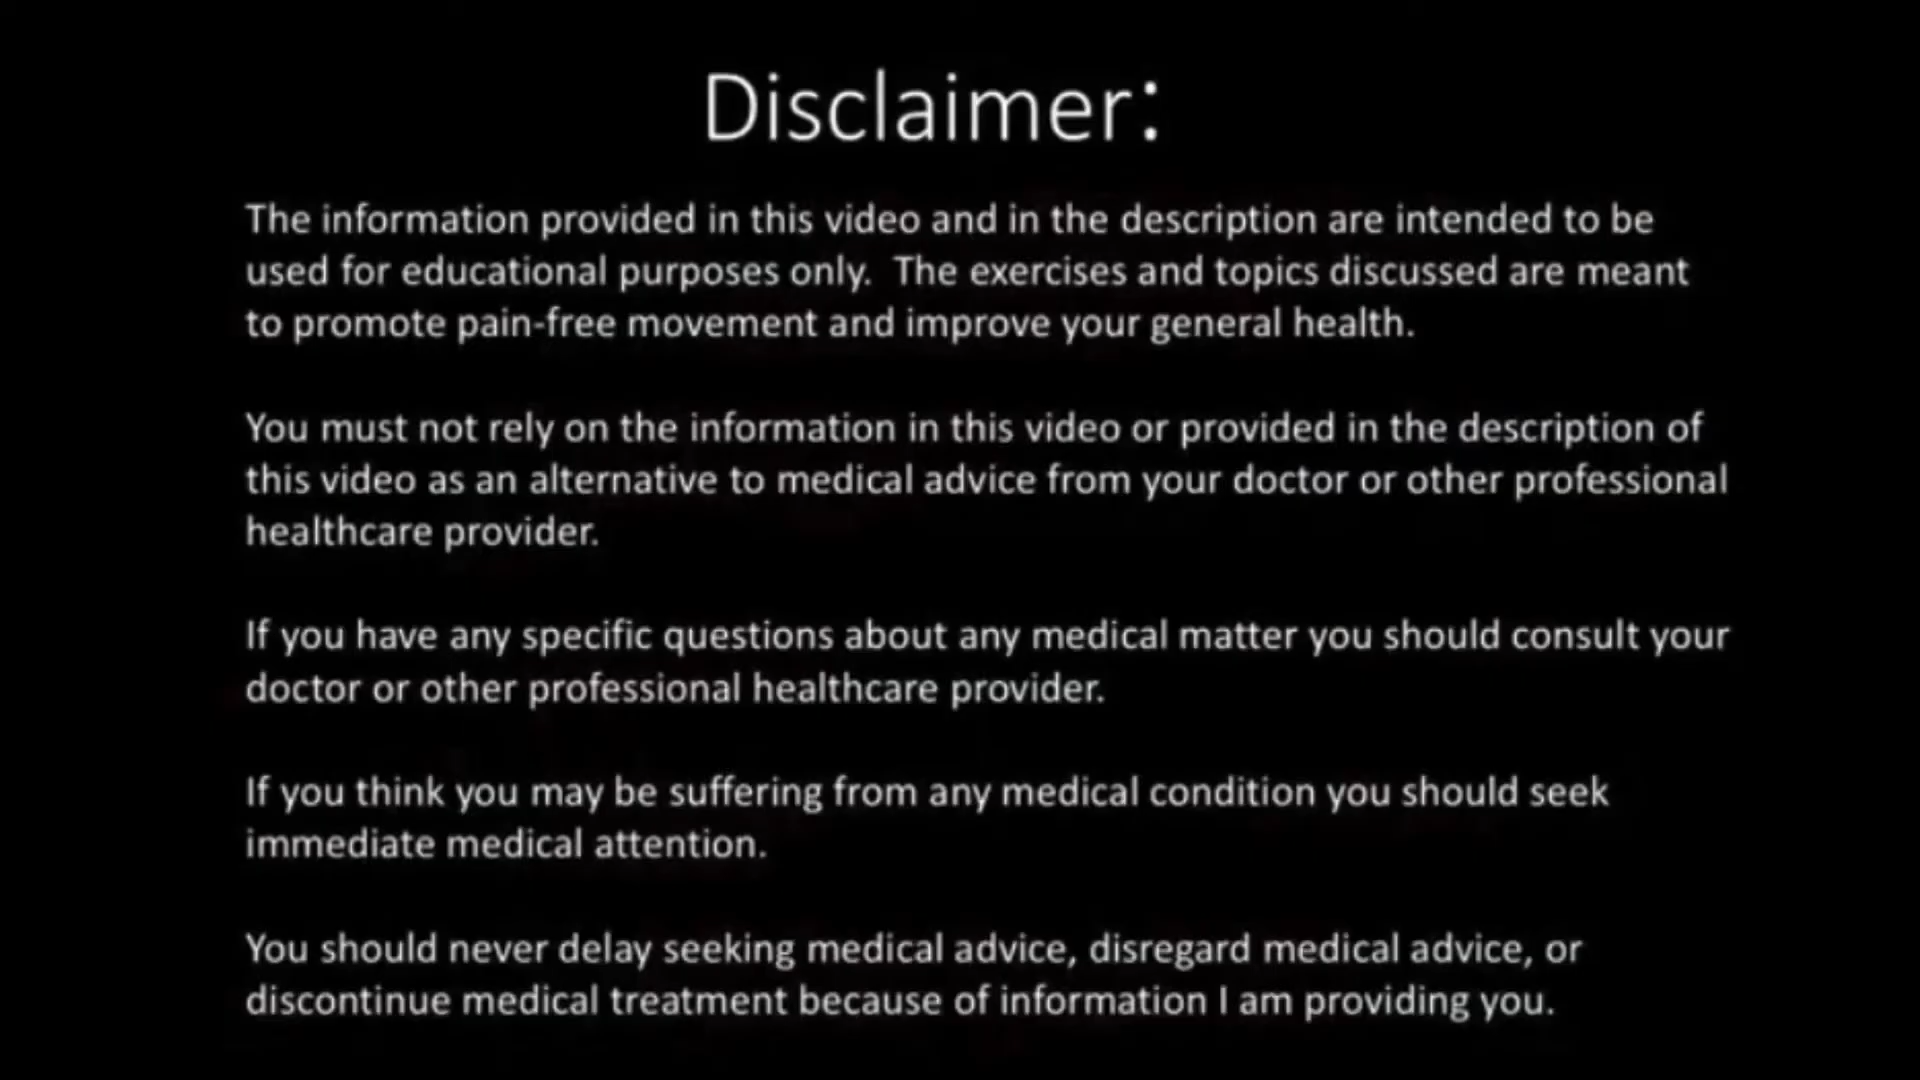 Disclaimer:
The information provided in this video and in the description are intended to be
used for educational purposes only.  The exercises and topics discussed are meant
to promote pain-free movement and improve your general health.
You must not rely on the information in this video or provided in the description of
this video as an alternative to medical advice from your doctor or other professional
healthcare provider.
If you have any specific questions about any medical matter you should consult your
doctor or other professional healthcare provider.
If you think you may be suffering from any medical condition you should seek
immediate medical attention.
You should never delay seeking medical advice, disregard medical advice, or
discontinue medical treatment because of information I am providing you.